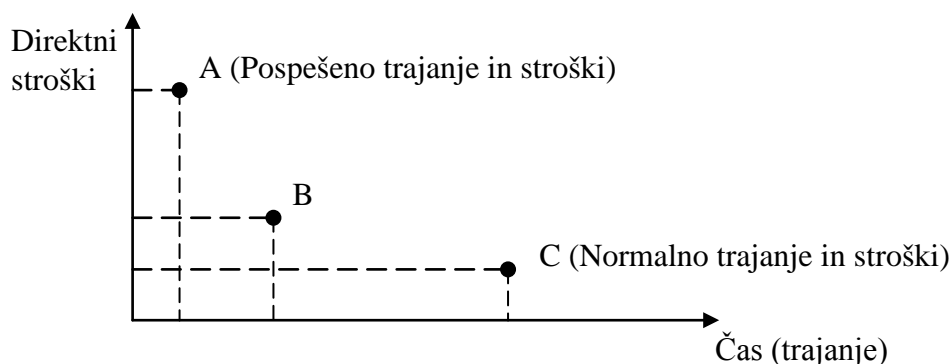 Direktni
stroški
A (Pospešeno trajanje in stroški)
B
C (Normalno trajanje in stroški)
Čas (trajanje)